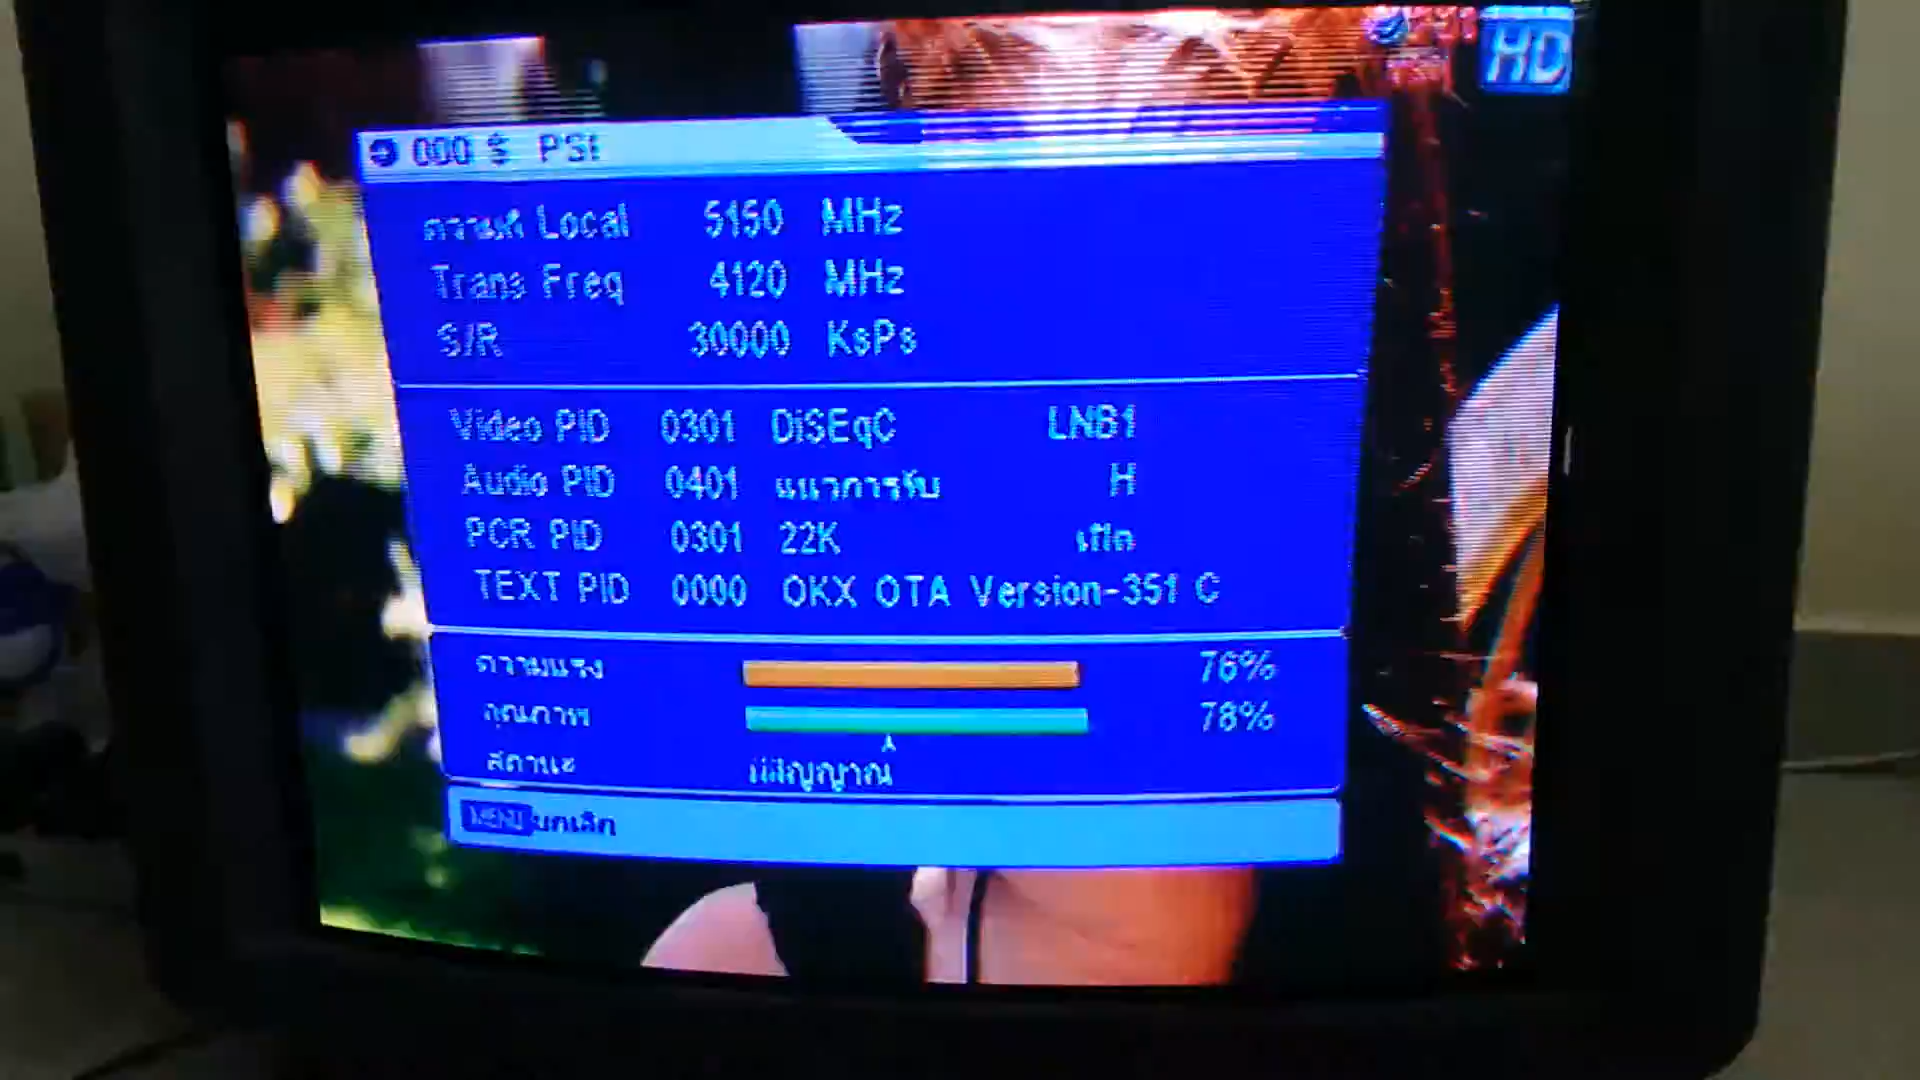 HD
000 $ PSI
ความถี่ Local 5150 MHz
Trans Freq 4120 MHz
S/R 30000 KsPs
Video PID 0301 DiSEqC LNB1
Audio PID 0401 แนวการรับ H
PCR PID 0301 22K เปิด
TEXT PID 0000 OKX OTA Version-351 C
ความแรง 76%
คุณภาพ 78%
สถานะ มีสัญญาณ
MENU ยกเลิก